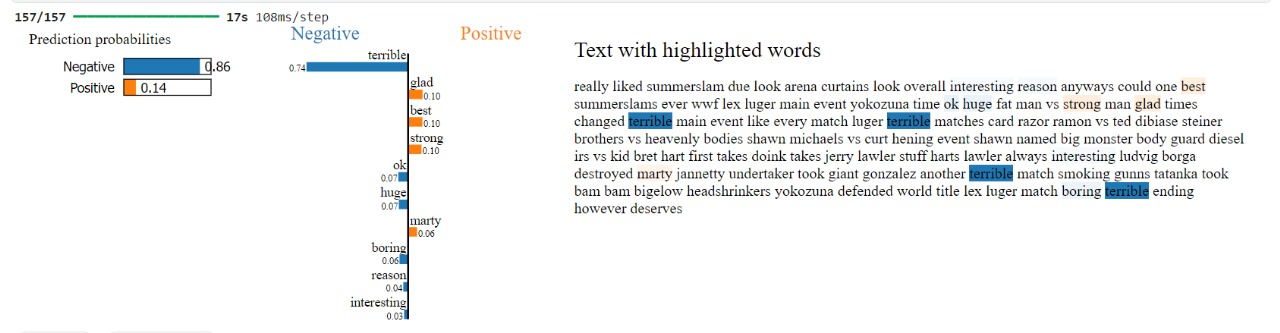 157/157 17s 108ms/step
Prediction probabilities
Negative 0.86
Positive 0.14
Negative Positive
terrible
0.74
glad
0.10
best
0.10
strong
0.10
ok
0.07
huge
0.07
marty
0.06
boring
0.06
reason
0.04
interesting
0.03
Text with highlighted words
really liked summerslam due look arena curtains look overall interesting reason anyways could one best
summerslams ever wwf lex luger main event yokozuna time ok huge fat man vs strong man glad times
changed terrible main event like every match luger terrible matches card razor ramon vs ted dibiase steiner
brothers vs heavenly bodies shawn michaels vs curt hening event shawn named big monster body guard diesel
irs vs kid bret hart first takes doink takes jerry lawler stuff harts lawler always interesting ludvig borga
destroyed marty jannetty undertaker took giant gonzalez another terrible match smoking gunns tatanka took
bam bam bigelow headshrinkers yokozuna defended world title lex luger match boring terrible ending
however deserves